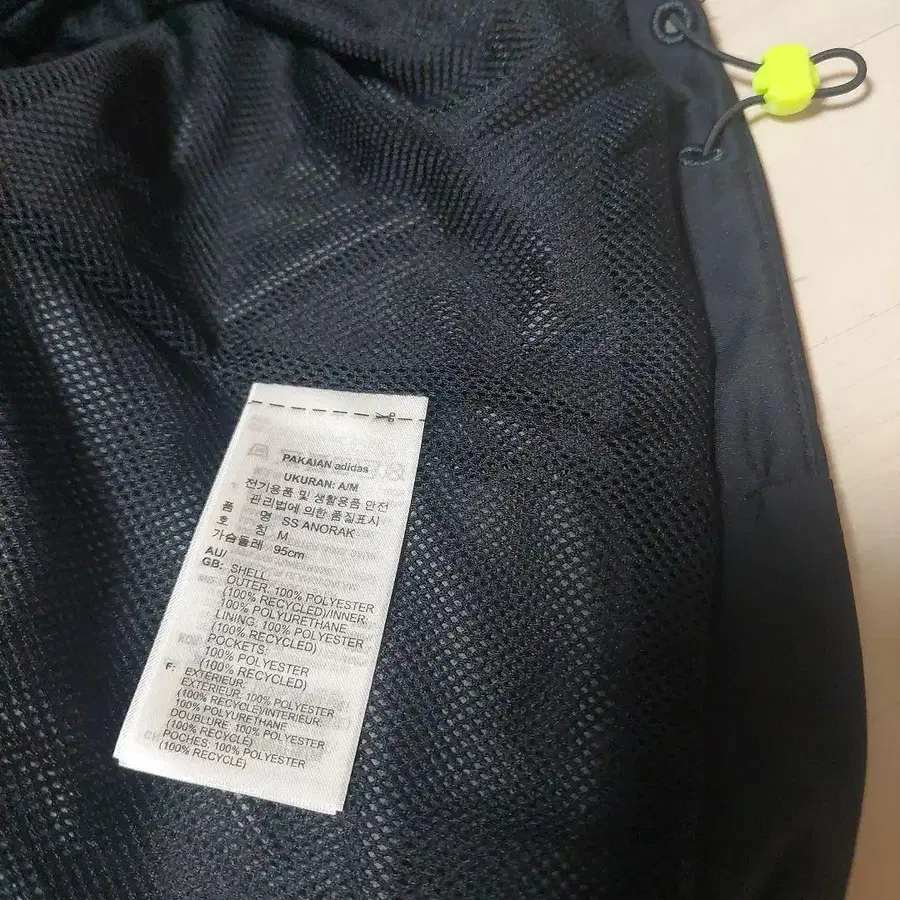 PAKAIAN adidas
UKURAN: A/M
전기용품 및 생활용품 안전
관리법에 의한 품질표시
품 명 SS ANORAK
호 칭 M
가슴둘레 95cm
AU/
GB: SHELL
OUTER: 100% POLYESTER
(100% RECYCLED)/INNER:
100% POLYURETHANE
LINING: 100% POLYESTER
(100% RECYCLED)
POCKETS:
100% POLYESTER
(100% RECYCLED)
F: EXTÉRIEUR:
EXTERIEUR: 100% POLYESTER
(100% RECYCLE)/INTERIEUR:
100% POLYURETHANE
DOUBLURE: 100% POLYESTER
(100% RECYCLE)
POCHES: 100% POLYESTER
(100% RECYCLE)